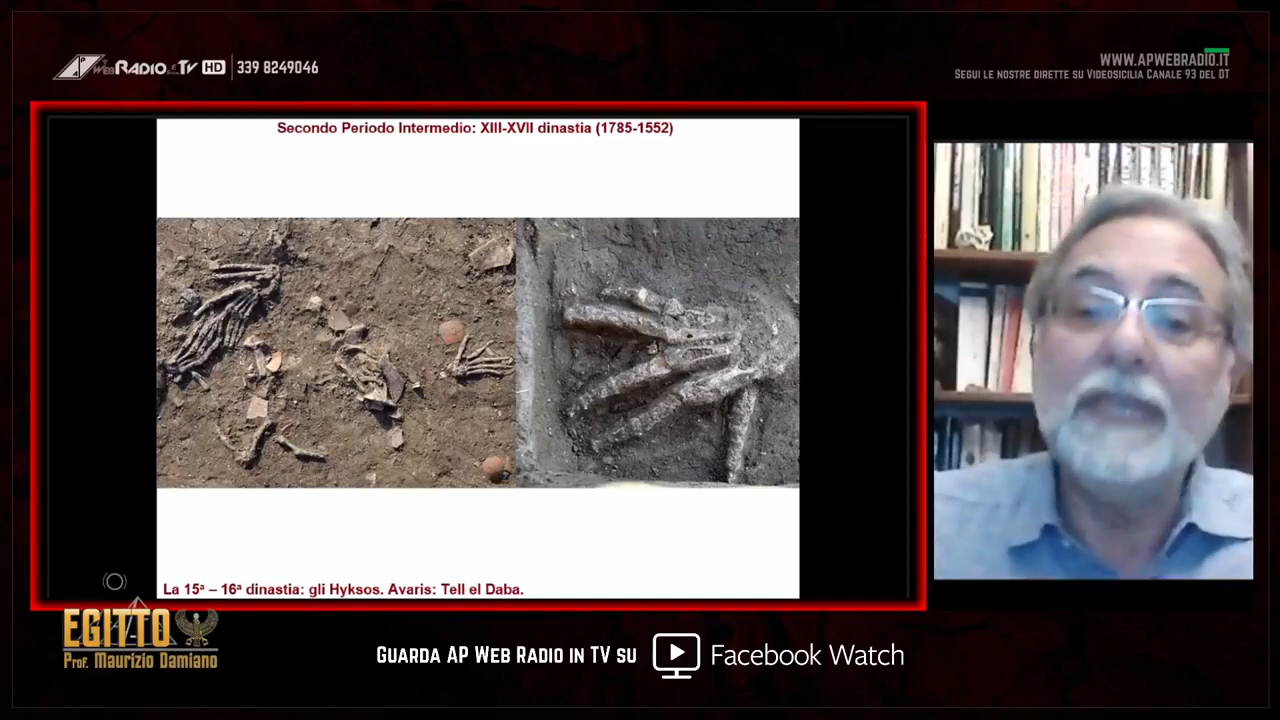 WEB RADIO E TV HD 339 8249046
WWW.APWEBRADIO.IT
SEGUI LE NOSTRE DIRETTE SU VIDEOSICILIA CANALE 93 DEL DT
Secondo Periodo Intermedio: XIII-XVII dinastia (1785-1552)
La 15ª – 16ª dinastia: gli Hyksos. Avaris: Tell el Daba.
EGITTO
Prof. Maurizio Damiano
GUARDA AP WEB RADIO IN TV SU
Facebook Watch